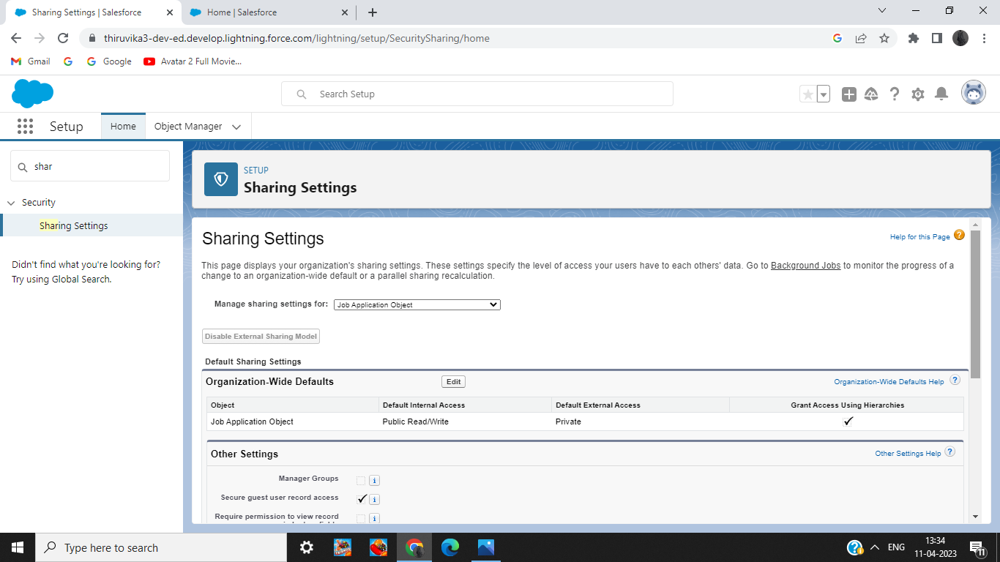 Sharing Settings | Salesforce
Home | Salesforce
thiruvika3-dev-ed.develop.lightning.force.com/lightning/setup/SecuritySharing/home
Gmail
Google
Avatar 2 Full Movie...
Search Setup
Setup
Home
Object Manager
shar
Security
Sharing Settings
Didn't find what you're looking for?
Try using Global Search.
SETUP
Sharing Settings
Sharing Settings
Help for this Page
This page displays your organization's sharing settings. These settings specify the level of access your users have to each others' data. Go to Background Jobs to monitor the progress of a
change to an organization-wide default or a parallel sharing recalculation.
Manage sharing settings for: Job Application Object
Disable External Sharing Model
Default Sharing Settings
Organization-Wide Defaults Edit Organization-Wide Defaults Help ?
Object Default Internal Access Default External Access Grant Access Using Hierarchies
Job Application Object Public Read/Write Private
Other Settings Other Settings Help ?
Manager Groups i
Secure guest user record access i
Require permission to view record i
Type here to search
ENG
13:34
11-04-2023
11